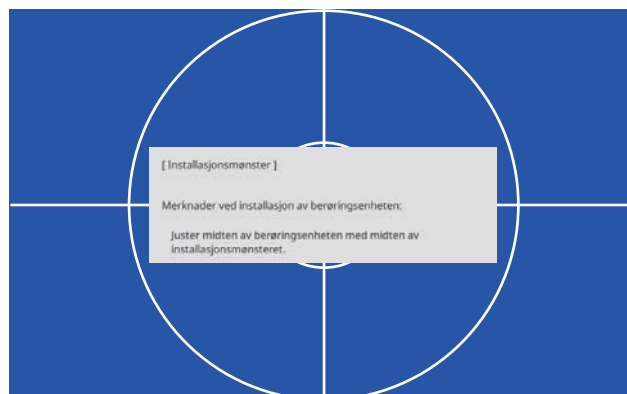 [ Installasjonsmønster ]
Merknader ved installasjon av berøringsenheten:
Juster midten av berøringsenheten med midten av
installasjonsmønsteret.